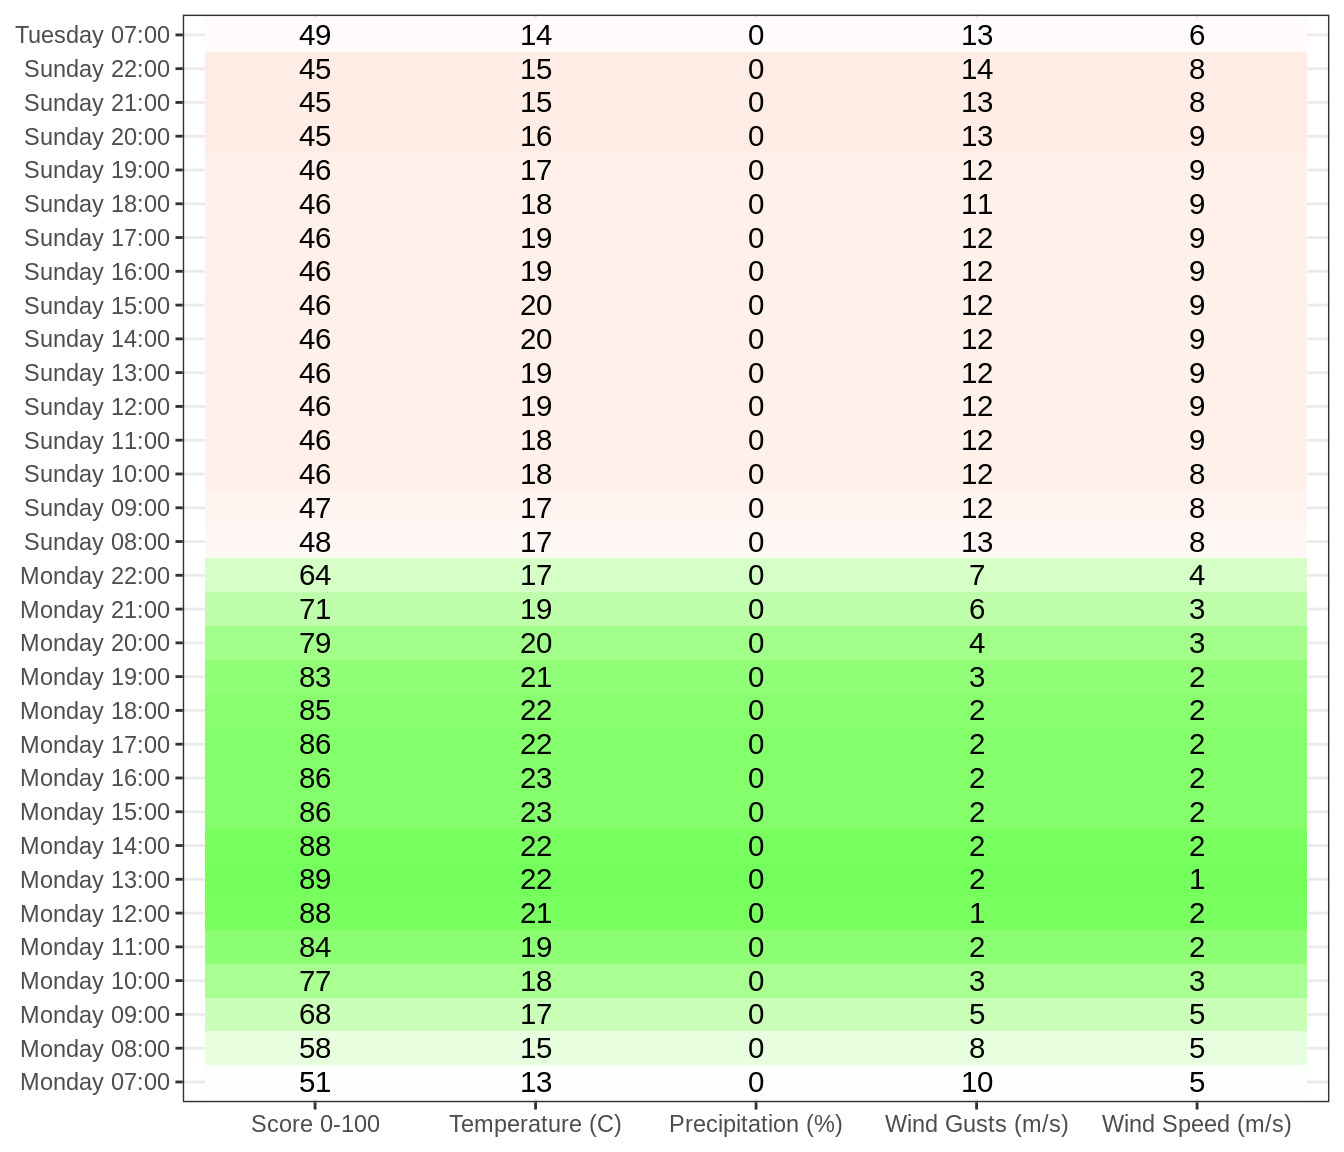 Tuesday 07:00 49 14 0 13 6
Sunday 22:00 45 15 0 14 8
Sunday 21:00 45 15 0 13 8
Sunday 20:00 45 16 0 13 9
Sunday 19:00 46 17 0 12 9
Sunday 18:00 46 18 0 11 9
Sunday 17:00 46 19 0 12 9
Sunday 16:00 46 19 0 12 9
Sunday 15:00 46 20 0 12 9
Sunday 14:00 46 20 0 12 9
Sunday 13:00 46 19 0 12 9
Sunday 12:00 46 19 0 12 9
Sunday 11:00 46 18 0 12 9
Sunday 10:00 46 18 0 12 8
Sunday 09:00 47 17 0 12 8
Sunday 08:00 48 17 0 13 8
Monday 22:00 64 17 0 7 4
Monday 21:00 71 19 0 6 3
Monday 20:00 79 20 0 4 3
Monday 19:00 83 21 0 3 2
Monday 18:00 85 22 0 2 2
Monday 17:00 86 22 0 2 2
Monday 16:00 86 23 0 2 2
Monday 15:00 86 23 0 2 2
Monday 14:00 88 22 0 2 2
Monday 13:00 89 22 0 2 1
Monday 12:00 88 21 0 1 2
Monday 11:00 84 19 0 2 2
Monday 10:00 77 18 0 3 3
Monday 09:00 68 17 0 5 5
Monday 08:00 58 15 0 8 5
Monday 07:00 51 13 0 10 5
Score 0-100 Temperature (C) Precipitation (%) Wind Gusts (m/s) Wind Speed (m/s)